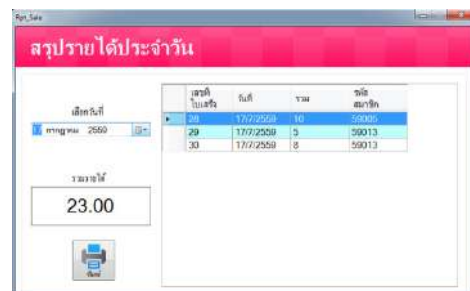 Rpt_Sale
สรุปรายได้ประจำวัน
เลือกวันที่
17 กรกฎาคม 2559
รวมรายได้
23.00
พิมพ์
เลขที่ใบเสร็จ วันที่ รวม รหัสสมาชิก
28 17/7/2559 10 59005
29 17/7/2559 5 59013
30 17/7/2559 8 59013